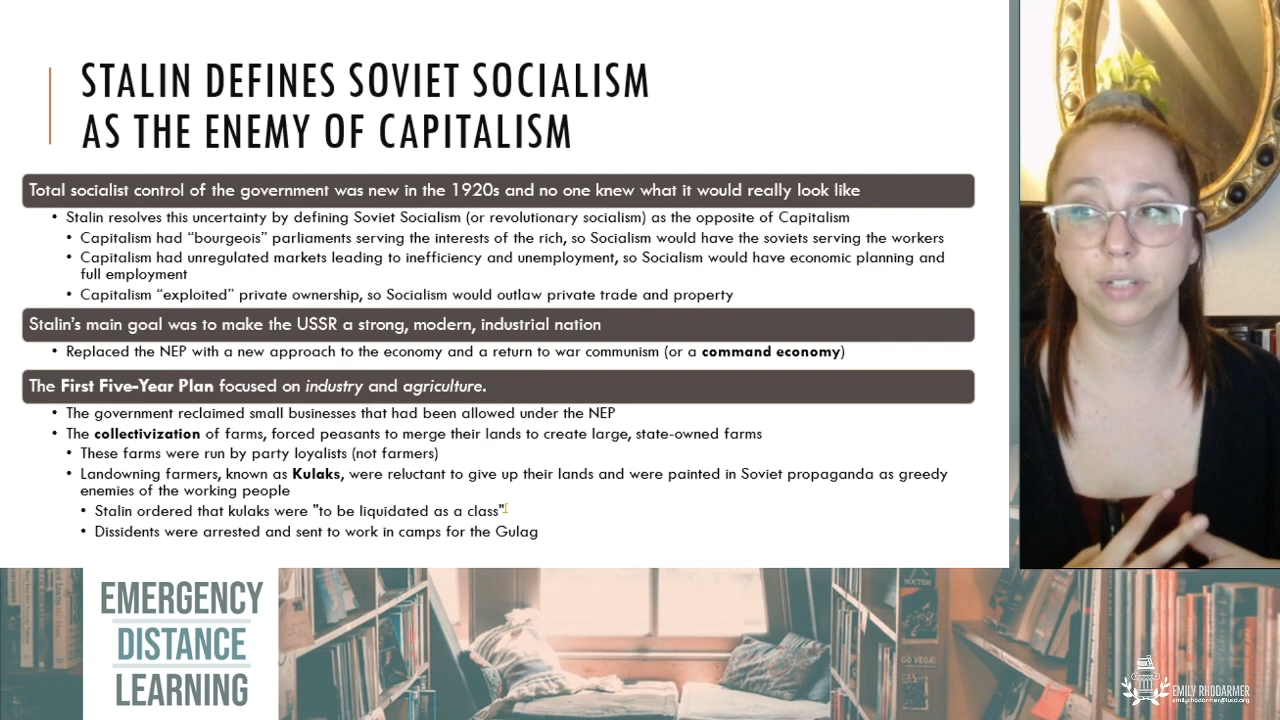 STALIN DEFINES SOVIET SOCIALISM
AS THE ENEMY OF CAPITALISM
Total socialist control of the government was new in the 1920s and no one knew what it would really look like
• Stalin resolves this uncertainty by defining Soviet Socialism (or revolutionary socialism) as the opposite of Capitalism
• Capitalism had “bourgeois” parliaments serving the interests of the rich, so Socialism would have the soviets serving the workers
• Capitalism had unregulated markets leading to inefficiency and unemployment, so Socialism would have economic planning and
full employment
• Capitalism “exploited” private ownership, so Socialism would outlaw private trade and property
Stalin’s main goal was to make the USSR a strong, modern, industrial nation
• Replaced the NEP with a new approach to the economy and a return to war communism (or a command economy)
The First Five-Year Plan focused on industry and agriculture.
• The government reclaimed small businesses that had been allowed under the NEP
• The collectivization of farms, forced peasants to merge their lands to create large, state-owned farms
• These farms were run by party loyalists (not farmers)
• Landowning farmers, known as Kulaks, were reluctant to give up their lands and were painted in Soviet propaganda as greedy
enemies of the working people
• Stalin ordered that kulaks were "to be liquidated as a class"[
• Dissidents were arrested and sent to work in camps for the Gulag
EMERGENCY
DISTANCE
LEARNING
GO VEGAN
EMILY RHODARMER